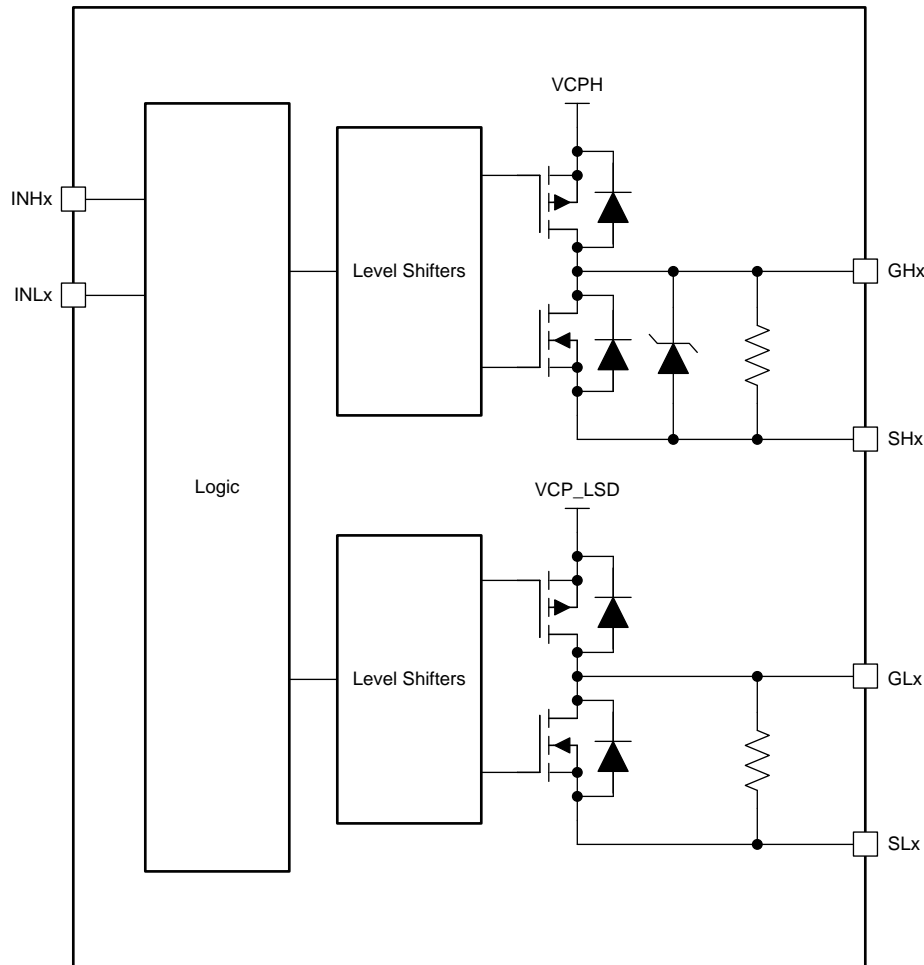 VCPH
INHx
Level Shifters
GHx
INLx
SHx
Logic
VCP_LSD
Level Shifters
GLx
SLx